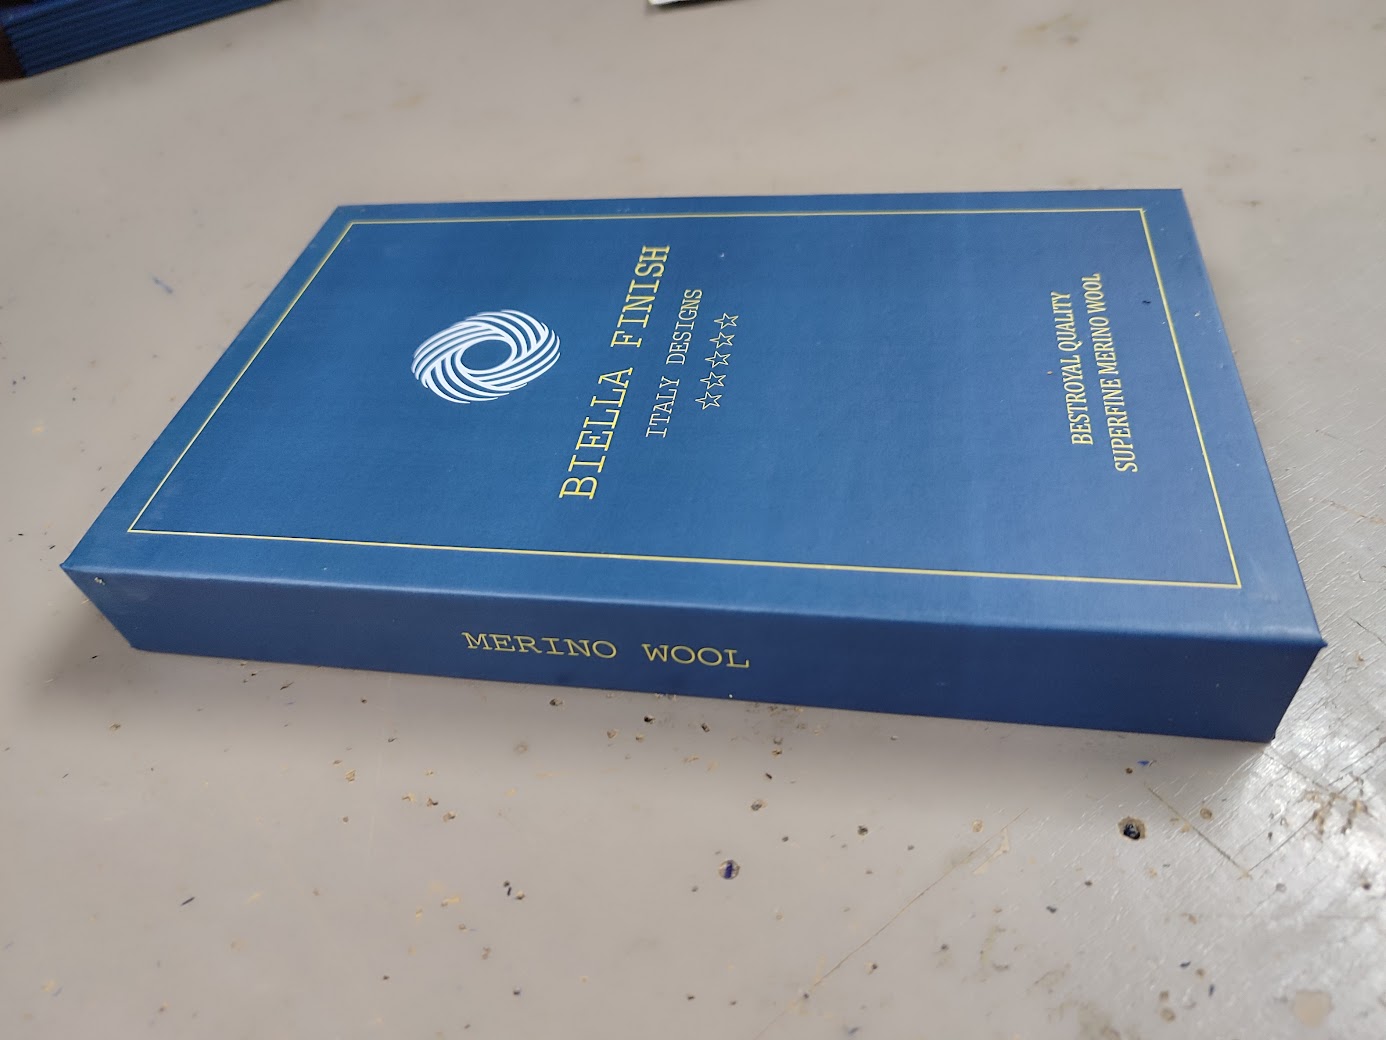 BIELLA FINISH
ITALY DESIGNS
☆☆☆☆☆
BESTROYAL QUALITY
SUPERFINE MERINO WOOL
MERINO WOOL